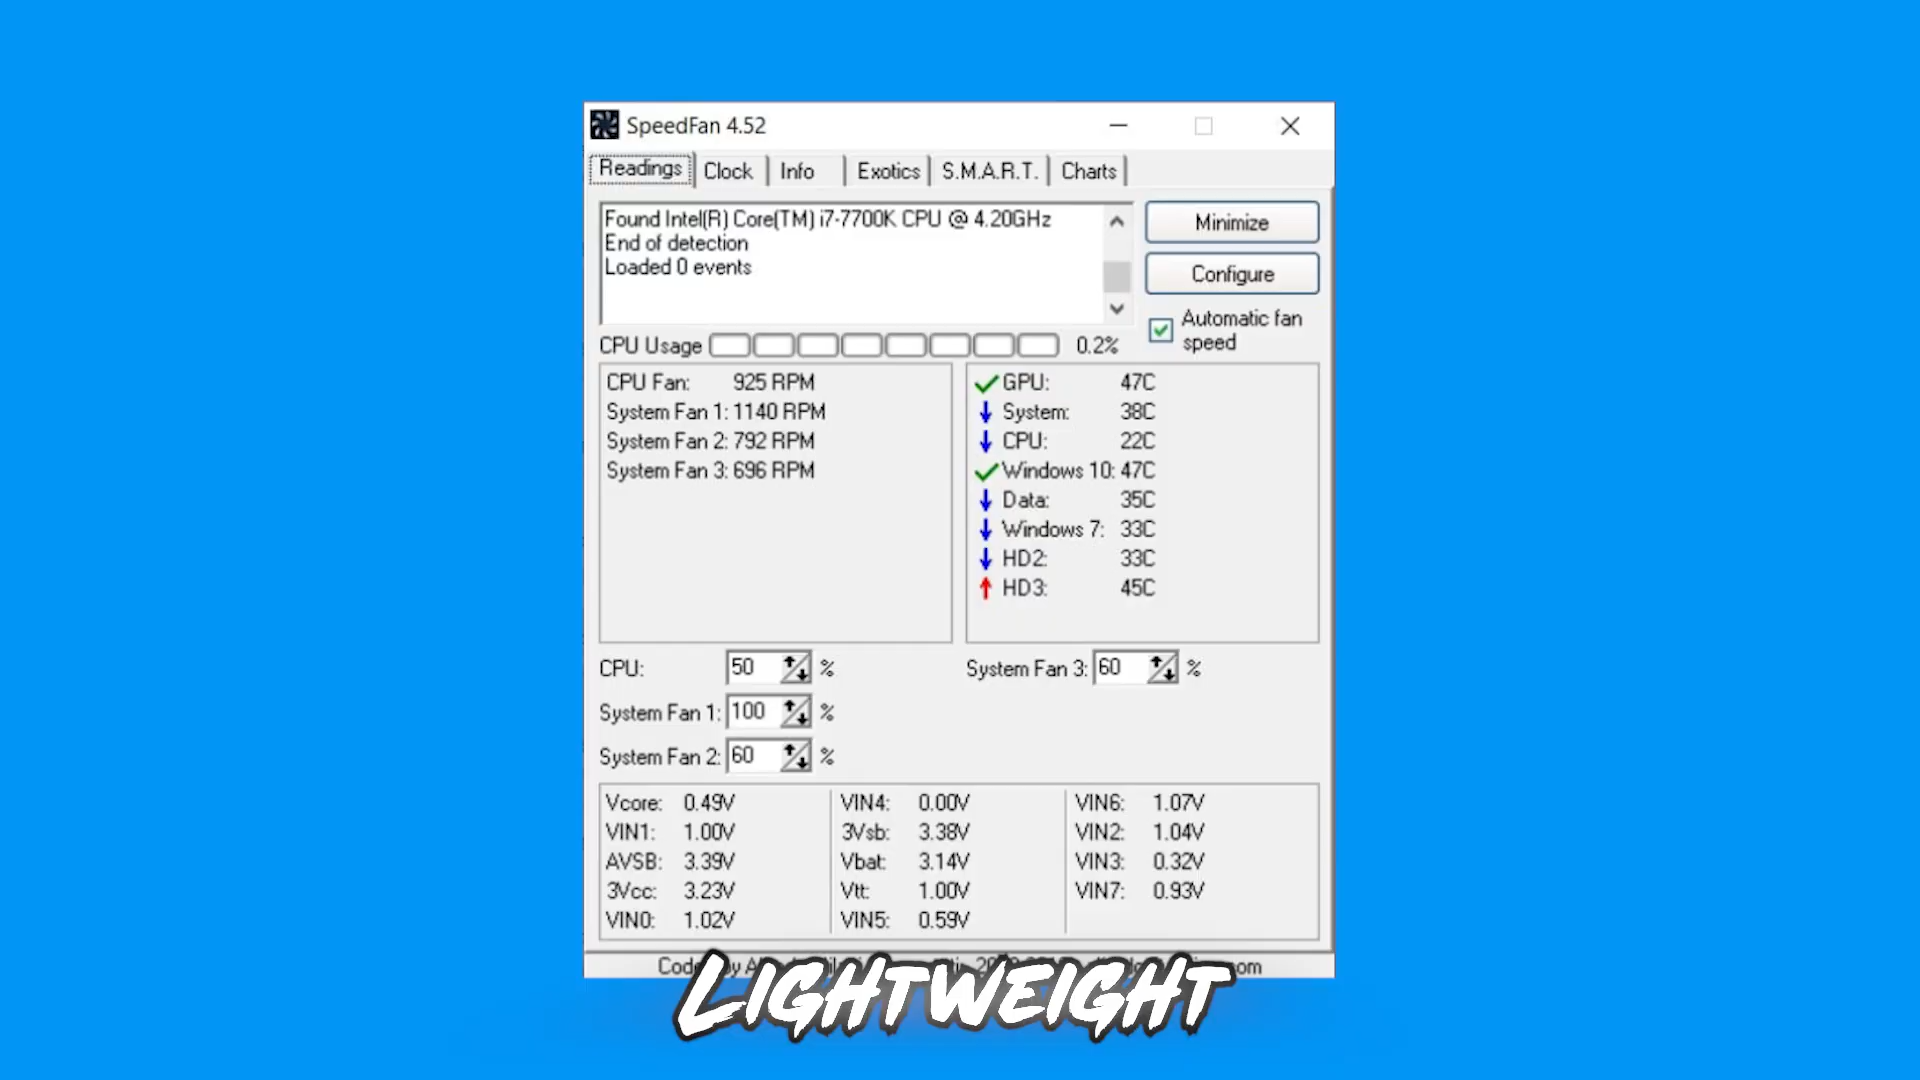 SpeedFan 4.52
Readings Clock Info Exotics S.M.A.R.T. Charts
Found Intel(R) Core(TM) i7-7700K CPU @ 4.20GHz
End of detection
Loaded 0 events
Minimize
Configure
Automatic fan
speed
CPU Usage 0.2%
CPU Fan: 925 RPM
System Fan 1: 1140 RPM
System Fan 2: 792 RPM
System Fan 3: 696 RPM
GPU: 47C
System: 38C
CPU: 22C
Windows 10: 47C
Data: 35C
Windows 7: 33C
HD2: 33C
HD3: 45C
CPU: 50 %
System Fan 3: 60 %
System Fan 1: 100 %
System Fan 2: 60 %
Vcore: 0.49V
VIN1: 1.00V
AVSB: 3.39V
3Vcc: 3.23V
VIN0: 1.02V
VIN4: 0.00V
3Vsb: 3.38V
Vbat: 3.14V
Vtt: 1.00V
VIN5: 0.59V
VIN6: 1.07V
VIN2: 1.04V
VIN3: 0.32V
VIN7: 0.93V
LIGHTWEIGHT